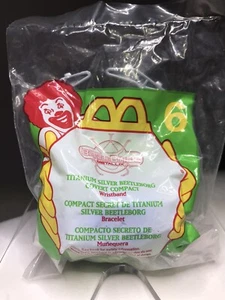 6
TITANIUM SILVER BEETLEBORG
COVERT COMPACT
Wristband
COMPACT SECRET DE TITANIUM
SILVER BEETLEBORG
Bracelet
COMPACTO SECRETO DE
TITANIUM SILVER BEETLEBORG
Muñequera